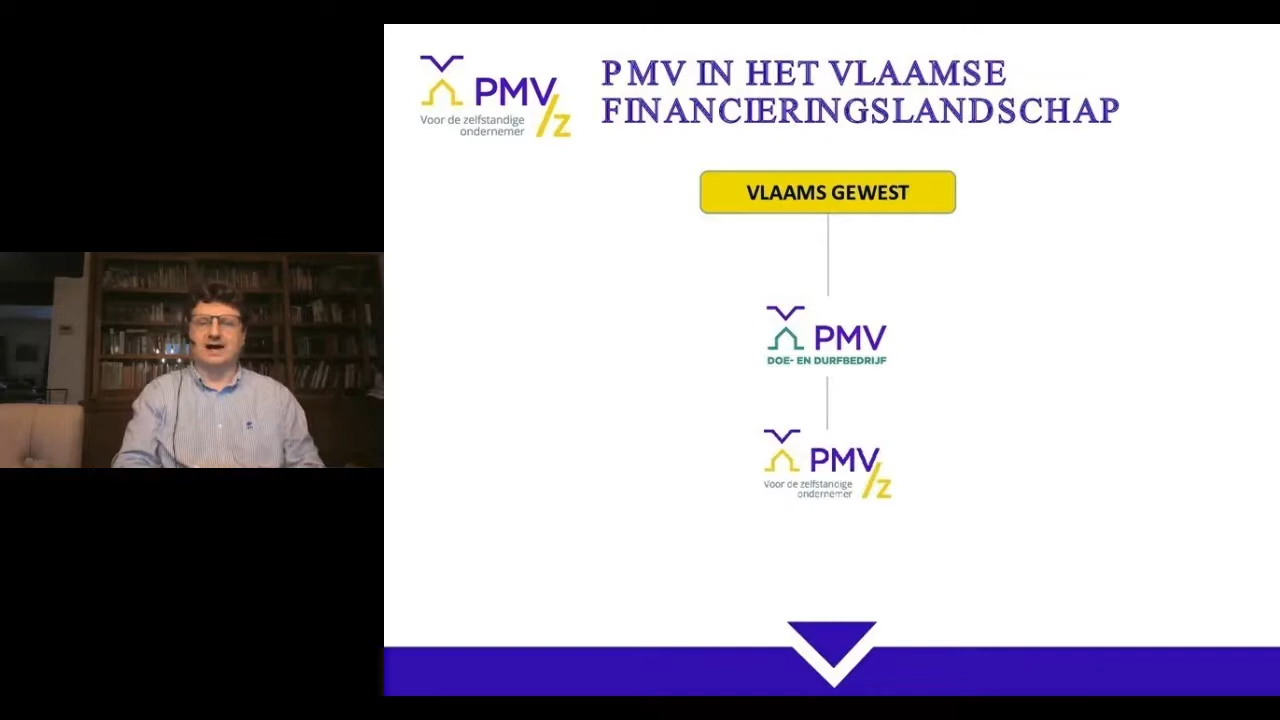 PMV/z
Voor de zelfstandige
ondernemer
PMV IN HET VLAAMSE
FINANCIERINGSLANDSCHAP
VLAAMS GEWEST
PMV
DOE- EN DURFBEDRIJF
PMV/z
Voor de zelfstandige
ondernemer